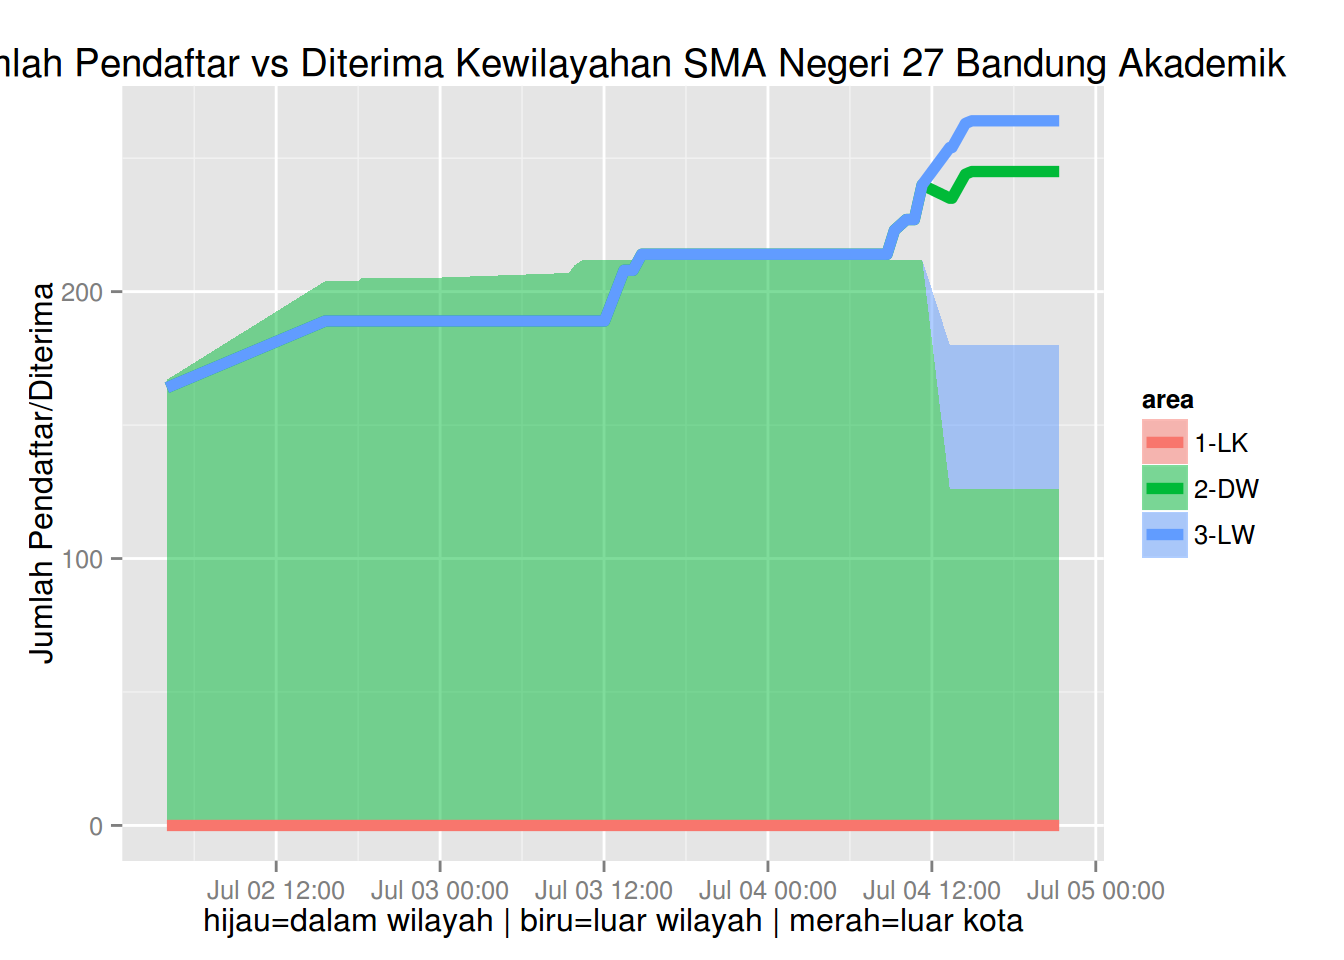 Pendaftar vs Diterima Kewilayahan SMA Negeri 27 Bandung Akademik
Jumlah Pendaftar/Diterima
200
100
0
Jul 02 12:00
Jul 03 00:00
Jul 03 12:00
Jul 04 00:00
Jul 04 12:00
Jul 05 00:00
hijau=dalam wilayah | biru=luar wilayah | merah=luar kota
area
1-LK
2-DW
3-LW